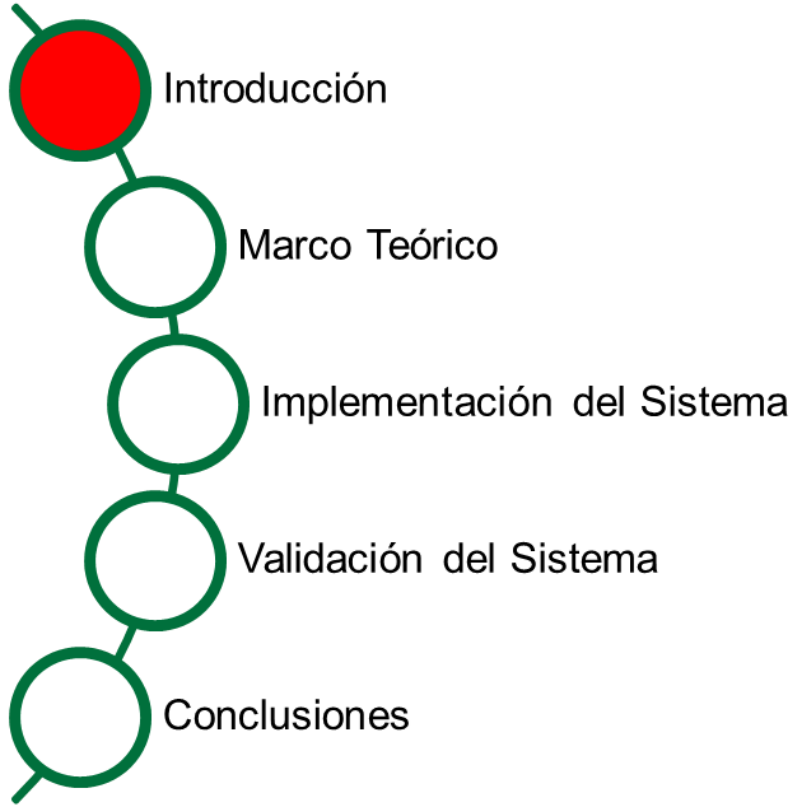 Introducción
Marco Teórico
Implementación del Sistema
Validación del Sistema
Conclusiones